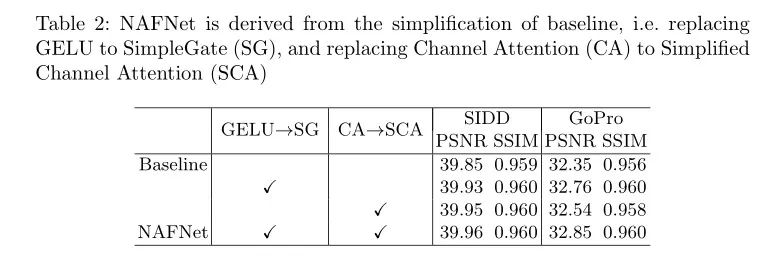 Table 2: NAFNet is derived from the simplification of baseline, i.e. replacing
GELU to SimpleGate (SG), and replacing Channel Attention (CA) to Simplified
Channel Attention (SCA)
GELU→SG CA→SCA SIDD GoPro
PSNR SSIM PSNR SSIM
Baseline 39.85 0.959 32.35 0.956
✓ 39.93 0.960 32.76 0.960
✓ 39.95 0.960 32.54 0.958
NAFNet ✓ ✓ 39.96 0.960 32.85 0.960